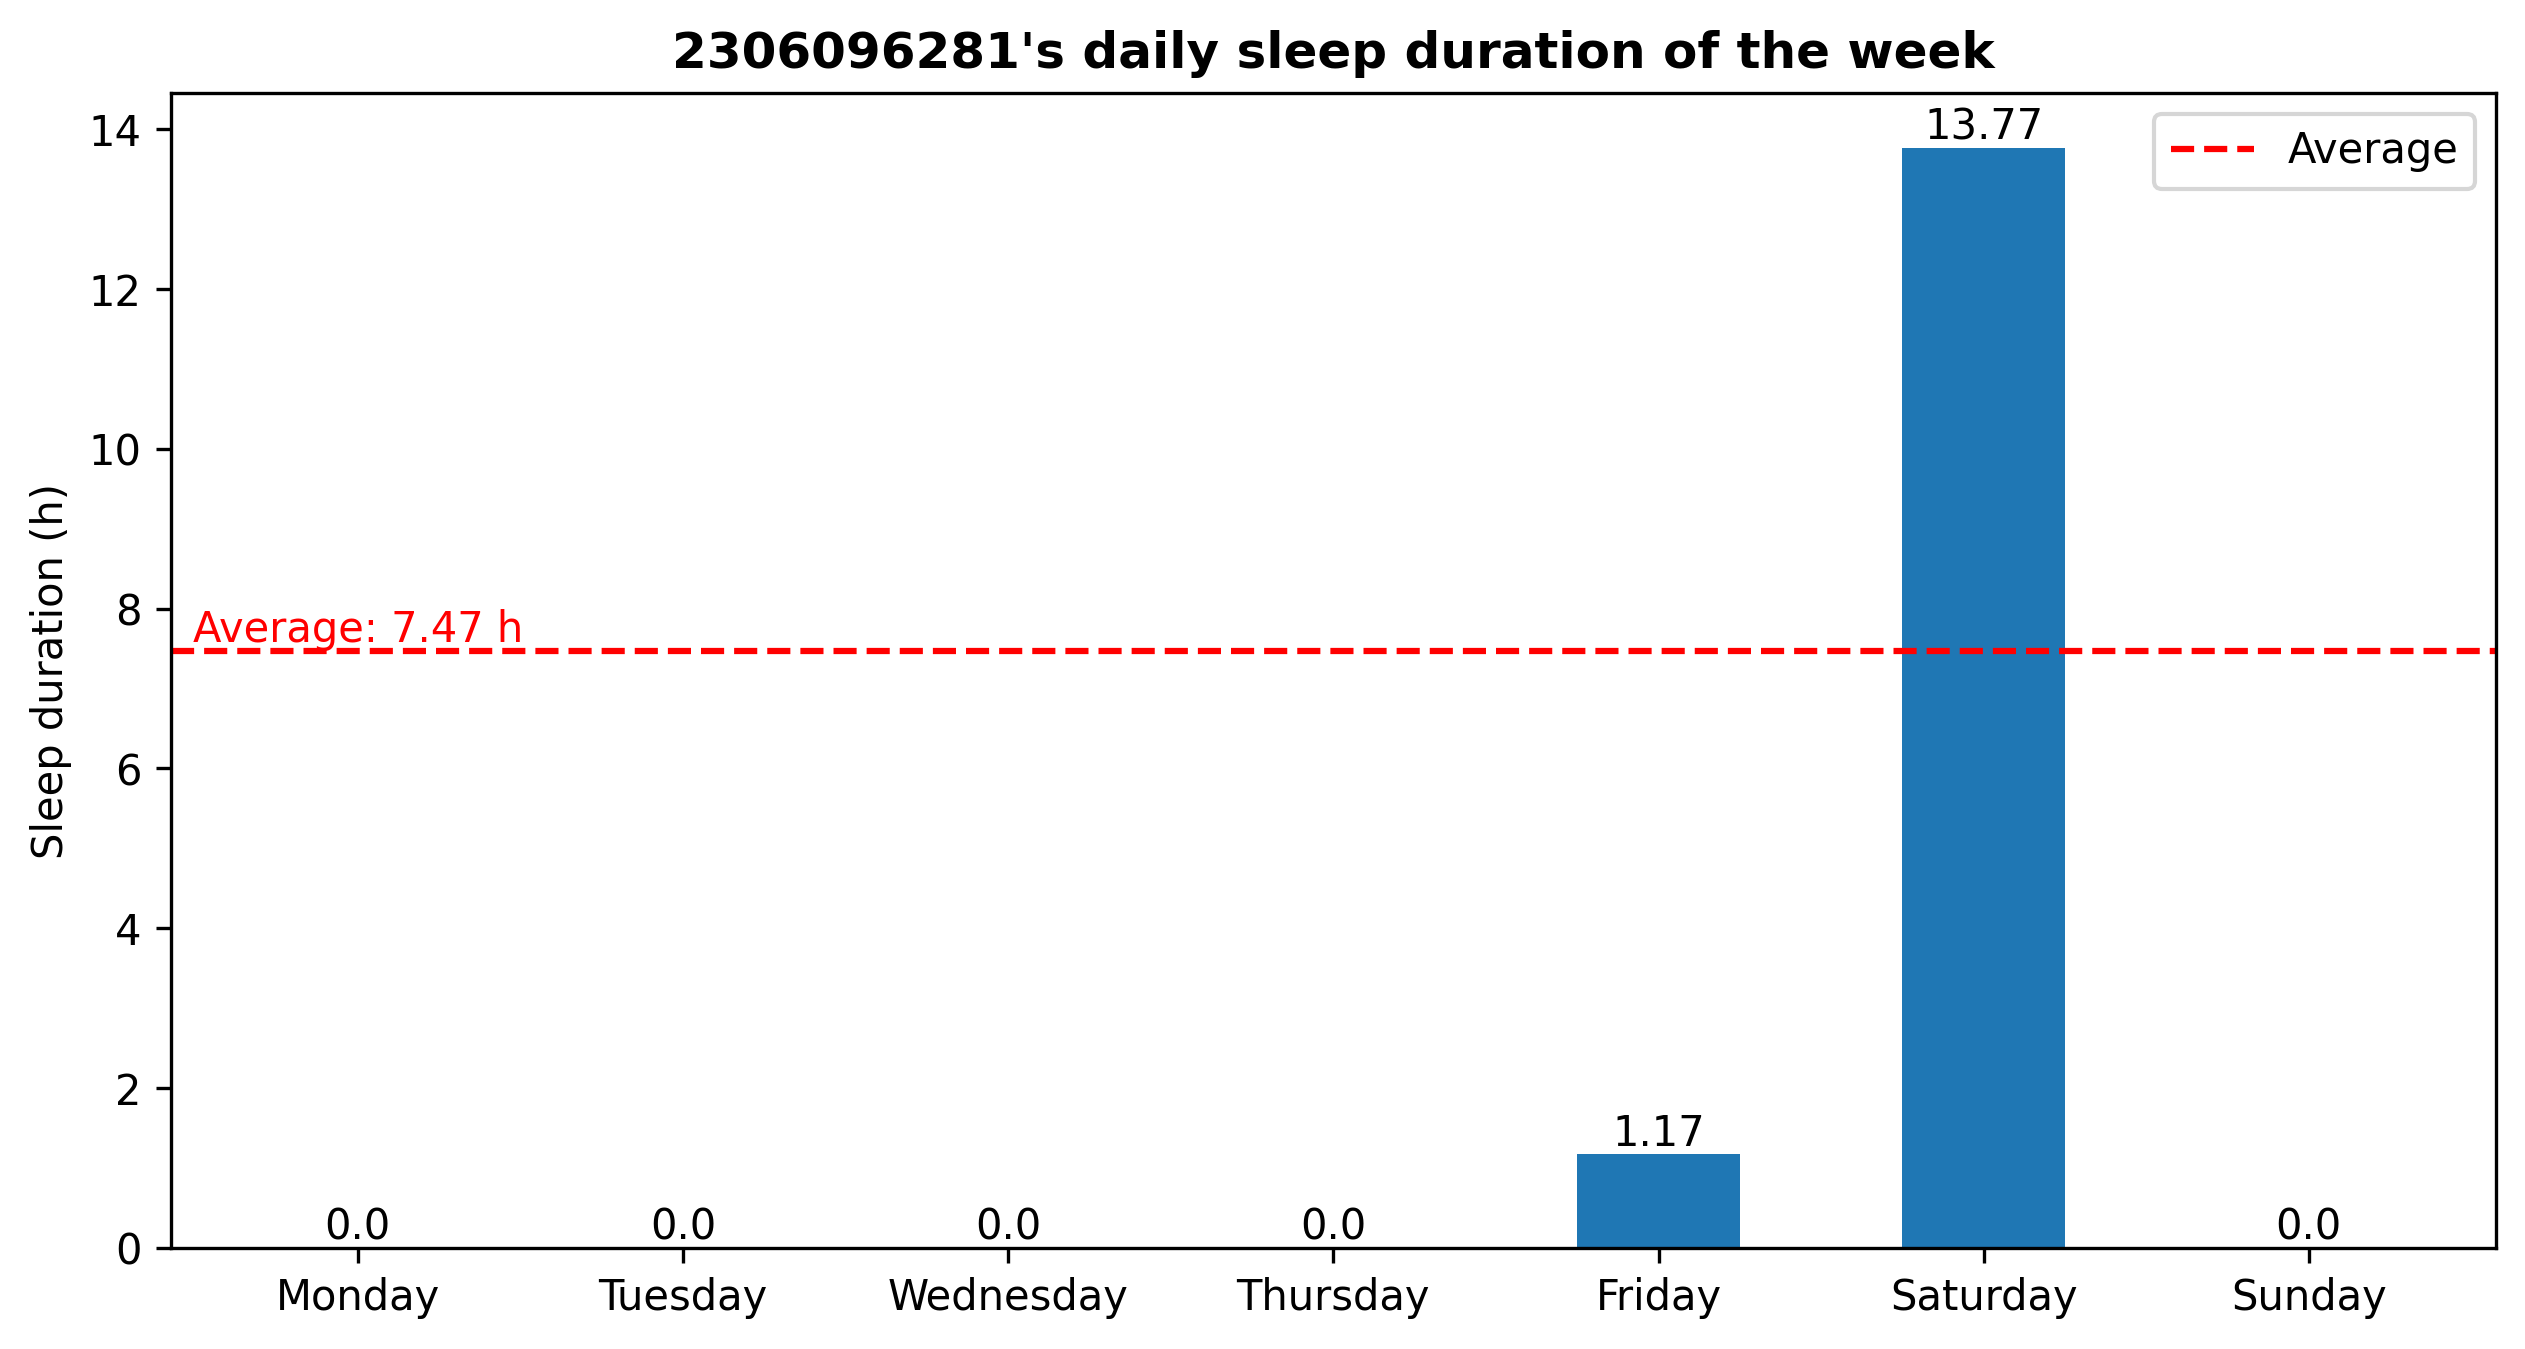 2306096281's daily sleep duration of the week
Sleep duration (h)
14
12
10
8
6
4
2
0
Average
Average: 7.47 h
0.0
0.0
0.0
0.0
1.17
13.77
0.0
Monday
Tuesday
Wednesday
Thursday
Friday
Saturday
Sunday